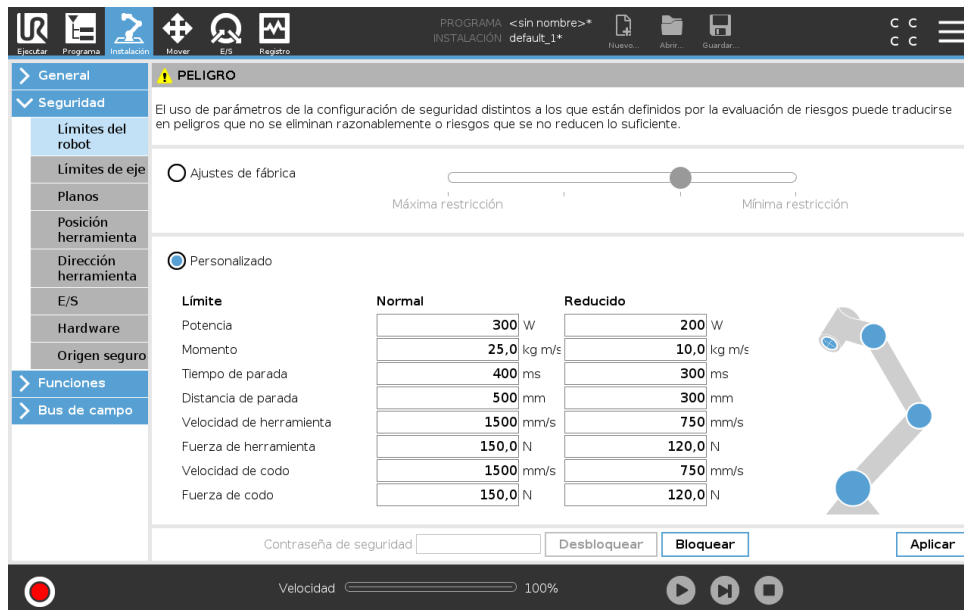 UR
Ejecutar Programa Instalación Mover E/S Registro
PROGRAMA <sin nombre>*
INSTALACIÓN default_1*
Nuevo... Abrir... Guardar...
C C
C C
General
Seguridad
Límites del
robot
Límites de eje
Planos
Posición
herramienta
Dirección
herramienta
E/S
Hardware
Origen seguro
Funciones
Bus de campo
PELIGRO
El uso de parámetros de la configuración de seguridad distintos a los que están definidos por la evaluación de riesgos puede traducirse
en peligros que no se eliminan razonablemente o riesgos que se no reducen lo suficiente.
Ajustes de fábrica
Máxima restricción Mínima restricción
Personalizado
Límite Normal Reducido
Potencia 300 W 200 W
Momento 25,0 kg m/s 10,0 kg m/s
Tiempo de parada 400 ms 300 ms
Distancia de parada 500 mm 300 mm
Velocidad de herramienta 1500 mm/s 750 mm/s
Fuerza de herramienta 150,0 N 120,0 N
Velocidad de codo 1500 mm/s 750 mm/s
Fuerza de codo 150,0 N 120,0 N
Contraseña de seguridad Desbloquear Bloquear Aplicar
Velocidad 100%